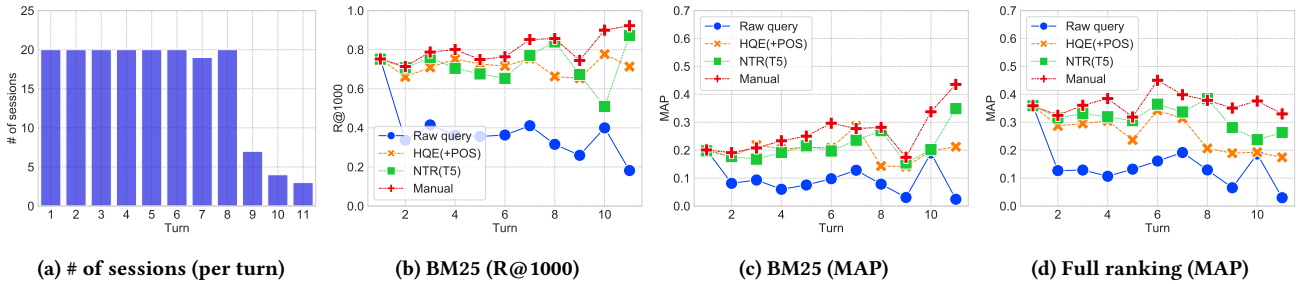 25
20
15
10
5
0
# of sessions
1 2 3 4 5 6 7 8 9 10 11
Turn
(a) # of sessions (per turn)
1.0
0.8
0.6
0.4
0.2
0.0
R@1000
Raw query
HQE(+POS)
NTR(T5)
Manual
2 4 6 8 10
Turn
(b) BM25 (R@1000)
0.7
0.6
0.5
0.4
0.3
0.2
0.1
0.0
MAP
Raw query
HQE(+POS)
NTR(T5)
Manual
2 4 6 8 10
Turn
(c) BM25 (MAP)
0.7
0.6
0.5
0.4
0.3
0.2
0.1
0.0
MAP
Raw query
HQE(+POS)
NTR(T5)
Manual
2 4 6 8 10
Turn
(d) Full ranking (MAP)